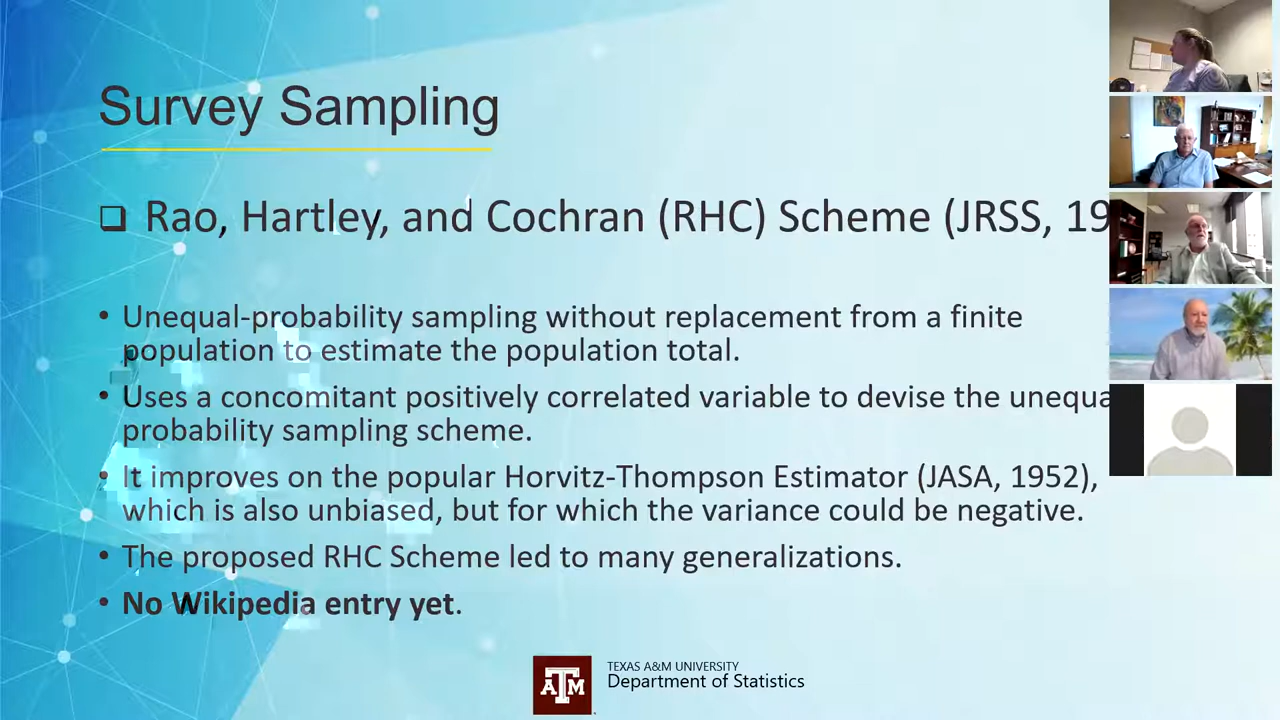 Survey Sampling
Rao, Hartley, and Cochran (RHC) Scheme (JRSS, 19
• Unequal-probability sampling without replacement from a finite
population to estimate the population total.
• Uses a concomitant positively correlated variable to devise the unequa
probability sampling scheme.
• It improves on the popular Horvitz-Thompson Estimator (JASA, 1952),
which is also unbiased, but for which the variance could be negative.
• The proposed RHC Scheme led to many generalizations.
• No Wikipedia entry yet.
ATM
TEXAS A&M UNIVERSITY
Department of Statistics